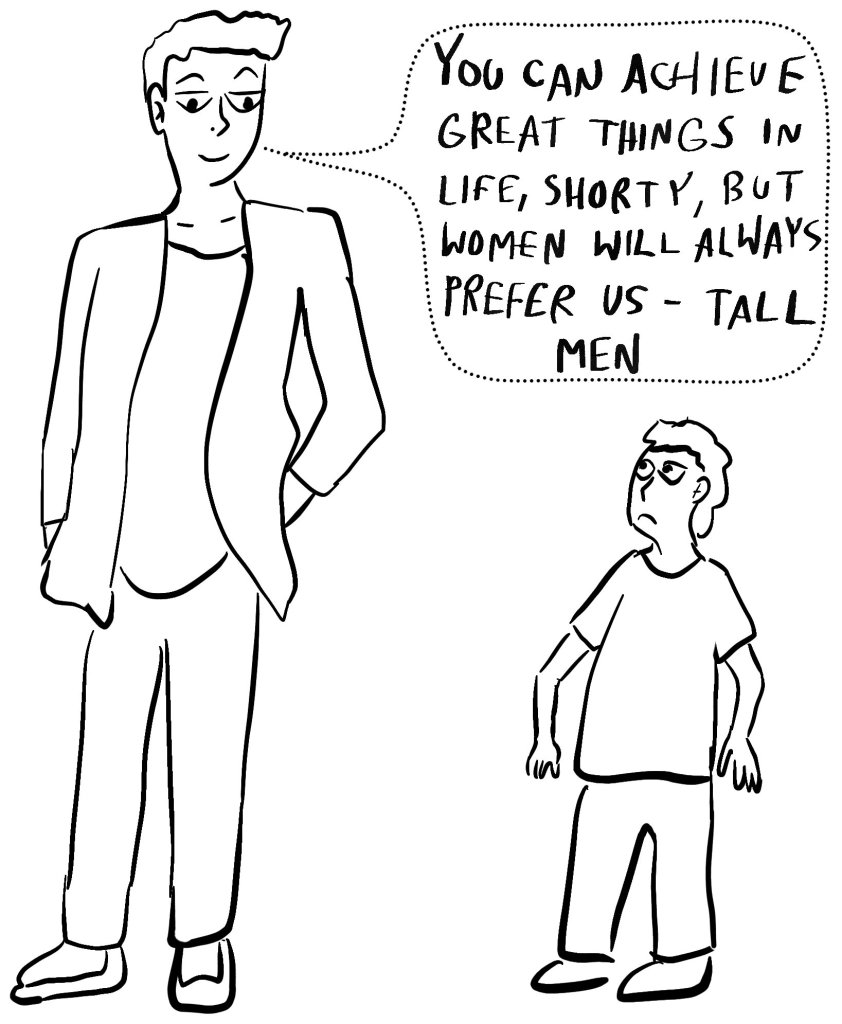 YOU CAN ACHIEVE
GREAT THINGS IN
LIFE, SHORTY, BUT
WOMEN WILL ALWAYS
PREFER US - TALL
MEN